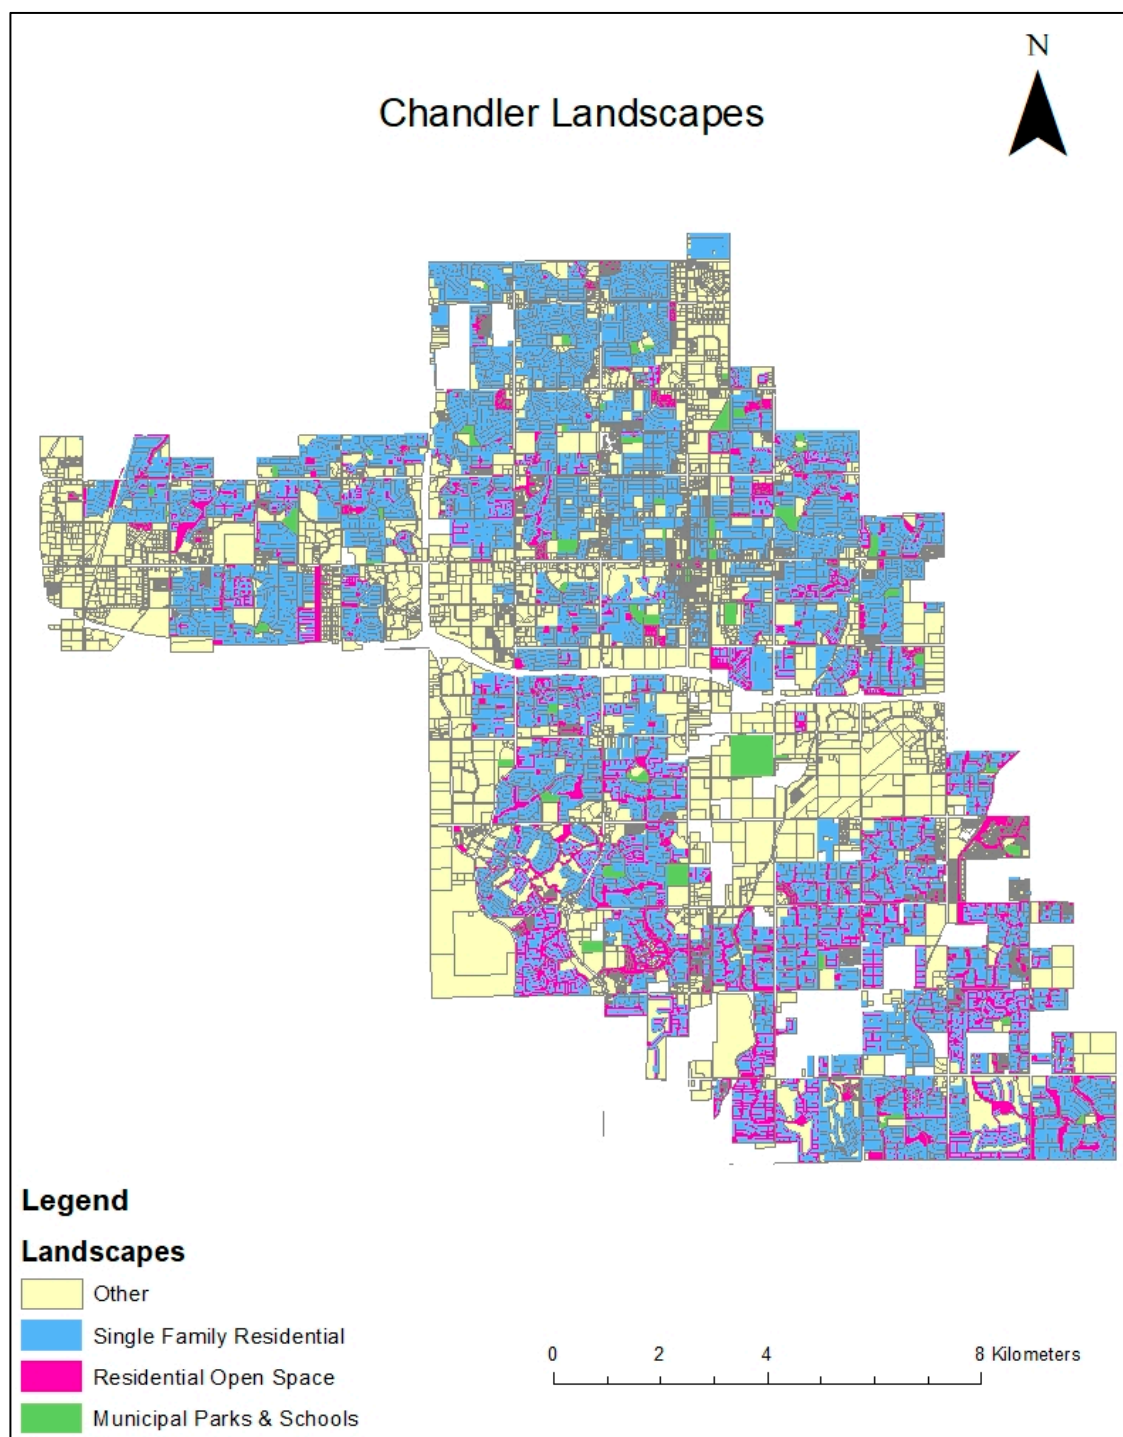 N
Chandler Landscapes
Legend
Landscapes
Other
Single Family Residential
Residential Open Space
Municipal Parks & Schools
0 2 4 8 Kilometers